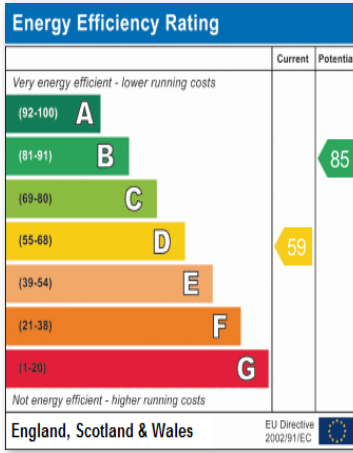 Energy Efficiency Rating
Current Potential
Very energy efficient - lower running costs
(92-100) A
(81-91) B
85
(69-80) C
(55-68) D
59
(39-54) E
(21-38) F
(1-20) G
Not energy efficient - higher running costs
England, Scotland & Wales
EU Directive
2002/91/EC